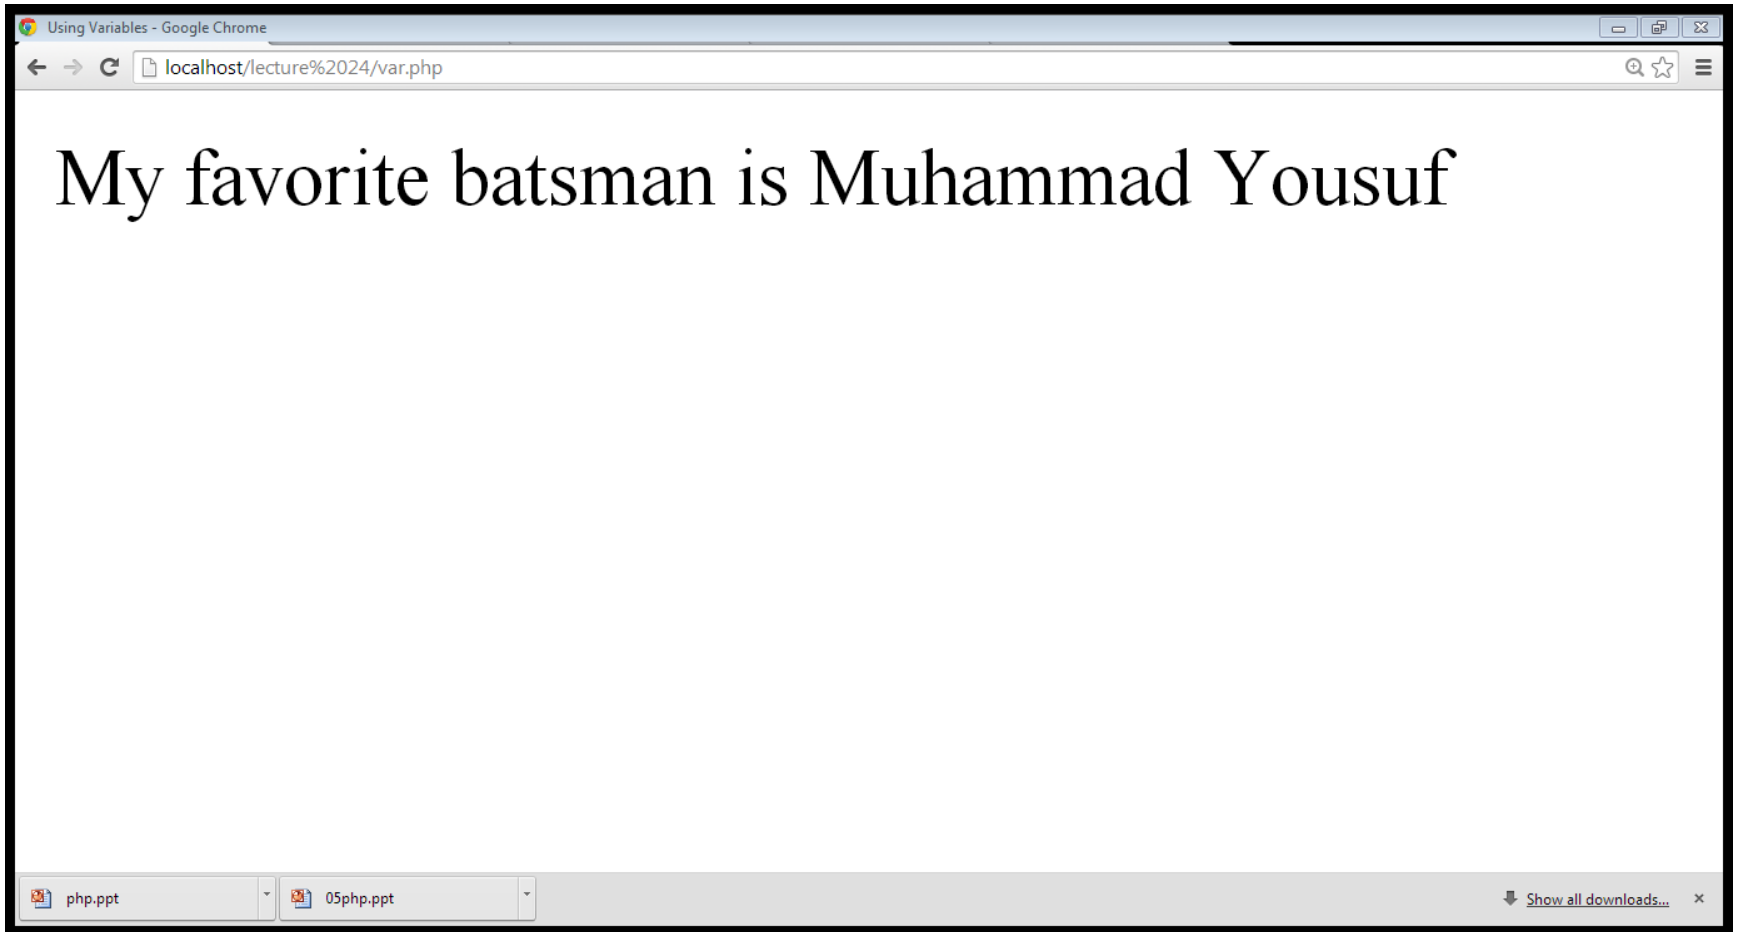 Using Variables - Google Chrome
localhost/lecture%2024/var.php
My favorite batsman is Muhammad Yousuf
php.ppt
05php.ppt
Show all downloads...